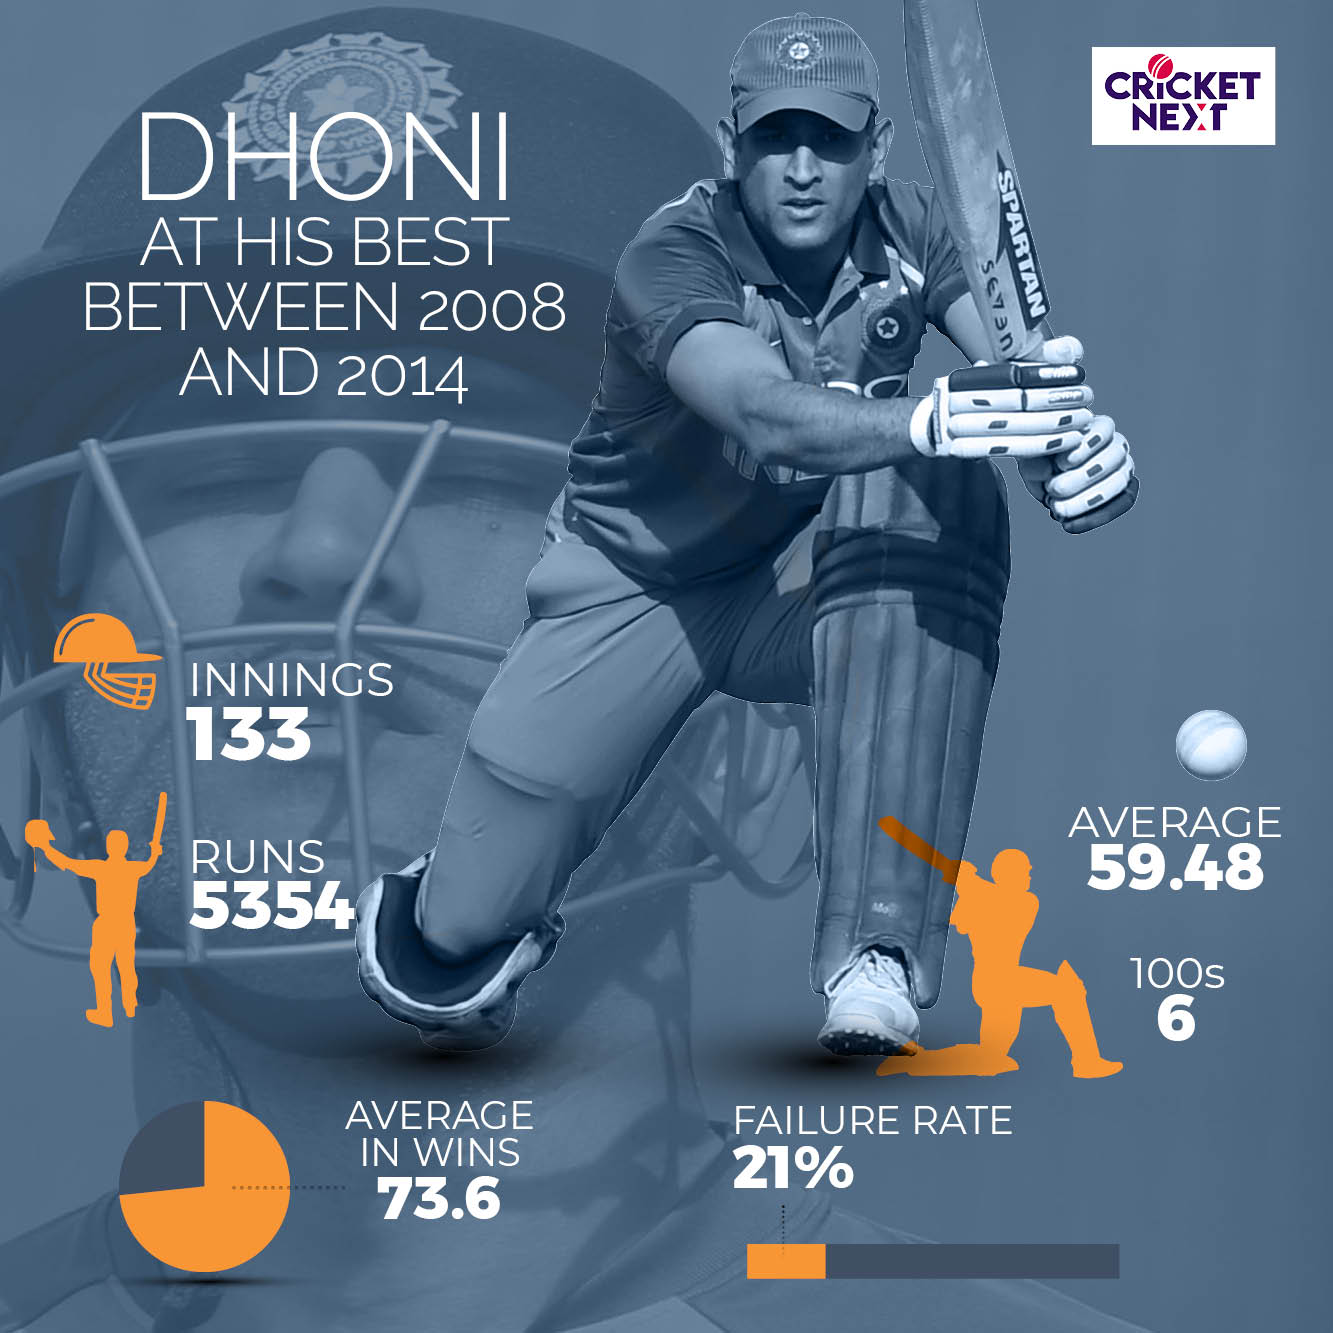 DHONI
AT HIS BEST
BETWEEN 2008
AND 2014
CRICKET
NEXT
SPARTAN
SE7EN
INNINGS
133
RUNS
5354
AVERAGE
59.48
100s
6
AVERAGE
IN WINS
73.6
FAILURE RATE
21%